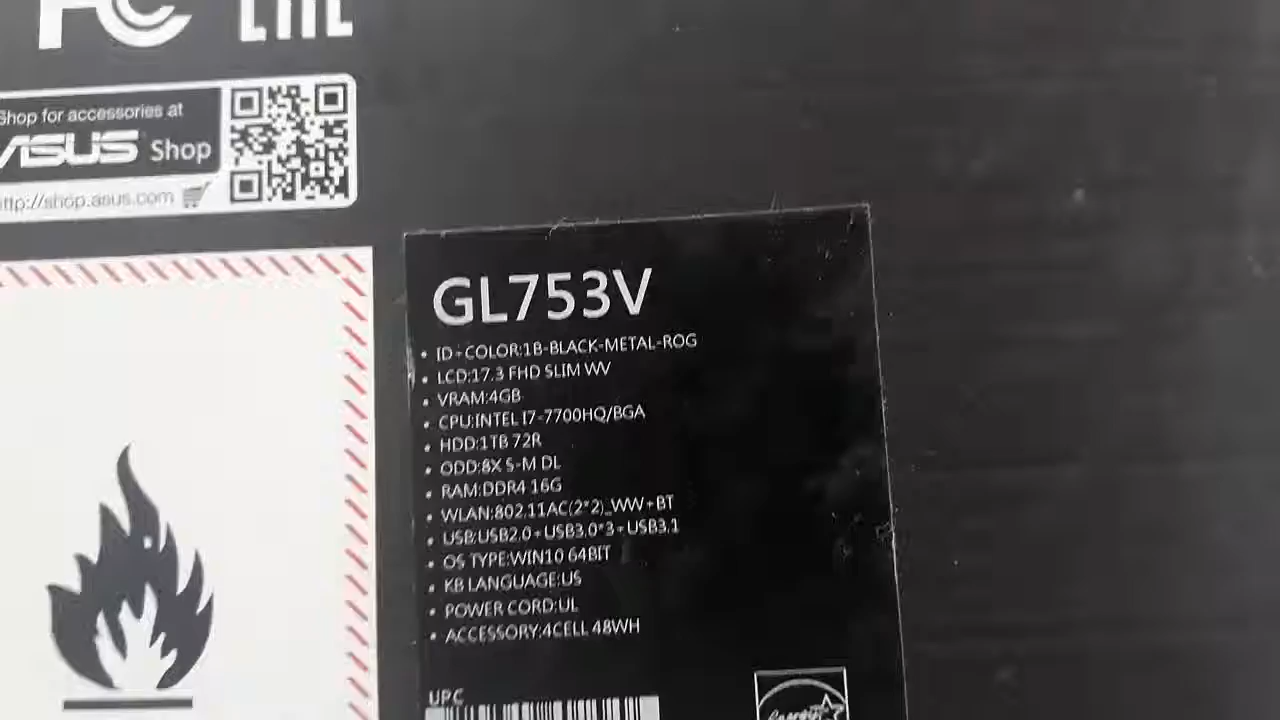 FC EAC
Shop for accessories at
ASUS Shop
http://shop.asus.com
GL753V
• ID+COLOR:1B-BLACK-METAL-ROG
• LCD:17.3 FHD SLIM WV
• VRAM:4GB
• CPU:INTEL I7-7700HQ/BGA
• HDD:1TB 72R
• ODD:8X S-M DL
• RAM:DDR4 16G
• WLAN:802.11AC(2*2)_WW+BT
• USB:USB2.0+USB3.0*3+USB3.1
• OS TYPE:WIN10 64BIT
• KB LANGUAGE:US
• POWER CORD:UL
• ACCESSORY:4CELL 48WH
UPC
energy